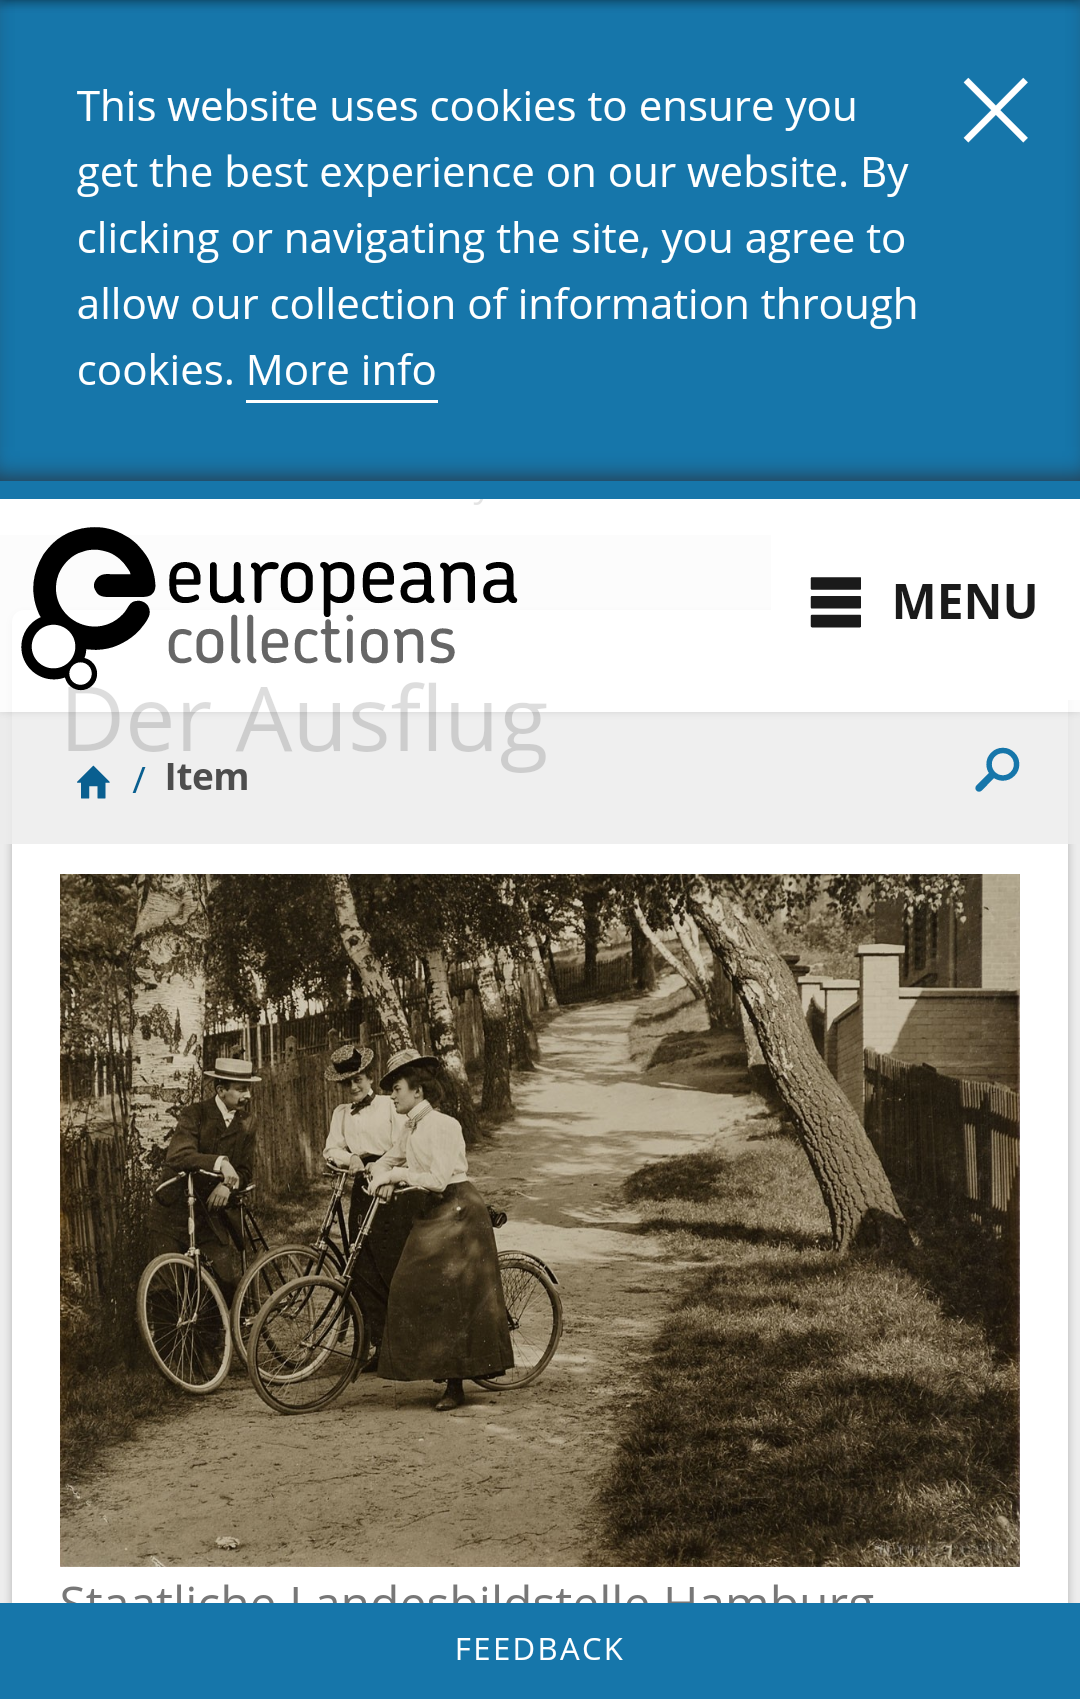 This website uses cookies to ensure you
get the best experience on our website. By
clicking or navigating the site, you agree to
allow our collection of information through
cookies. More info
europeana
collections
MENU
Der Ausflug
/ Item
Staatliche Landesbildstelle Hamburg
FEEDBACK